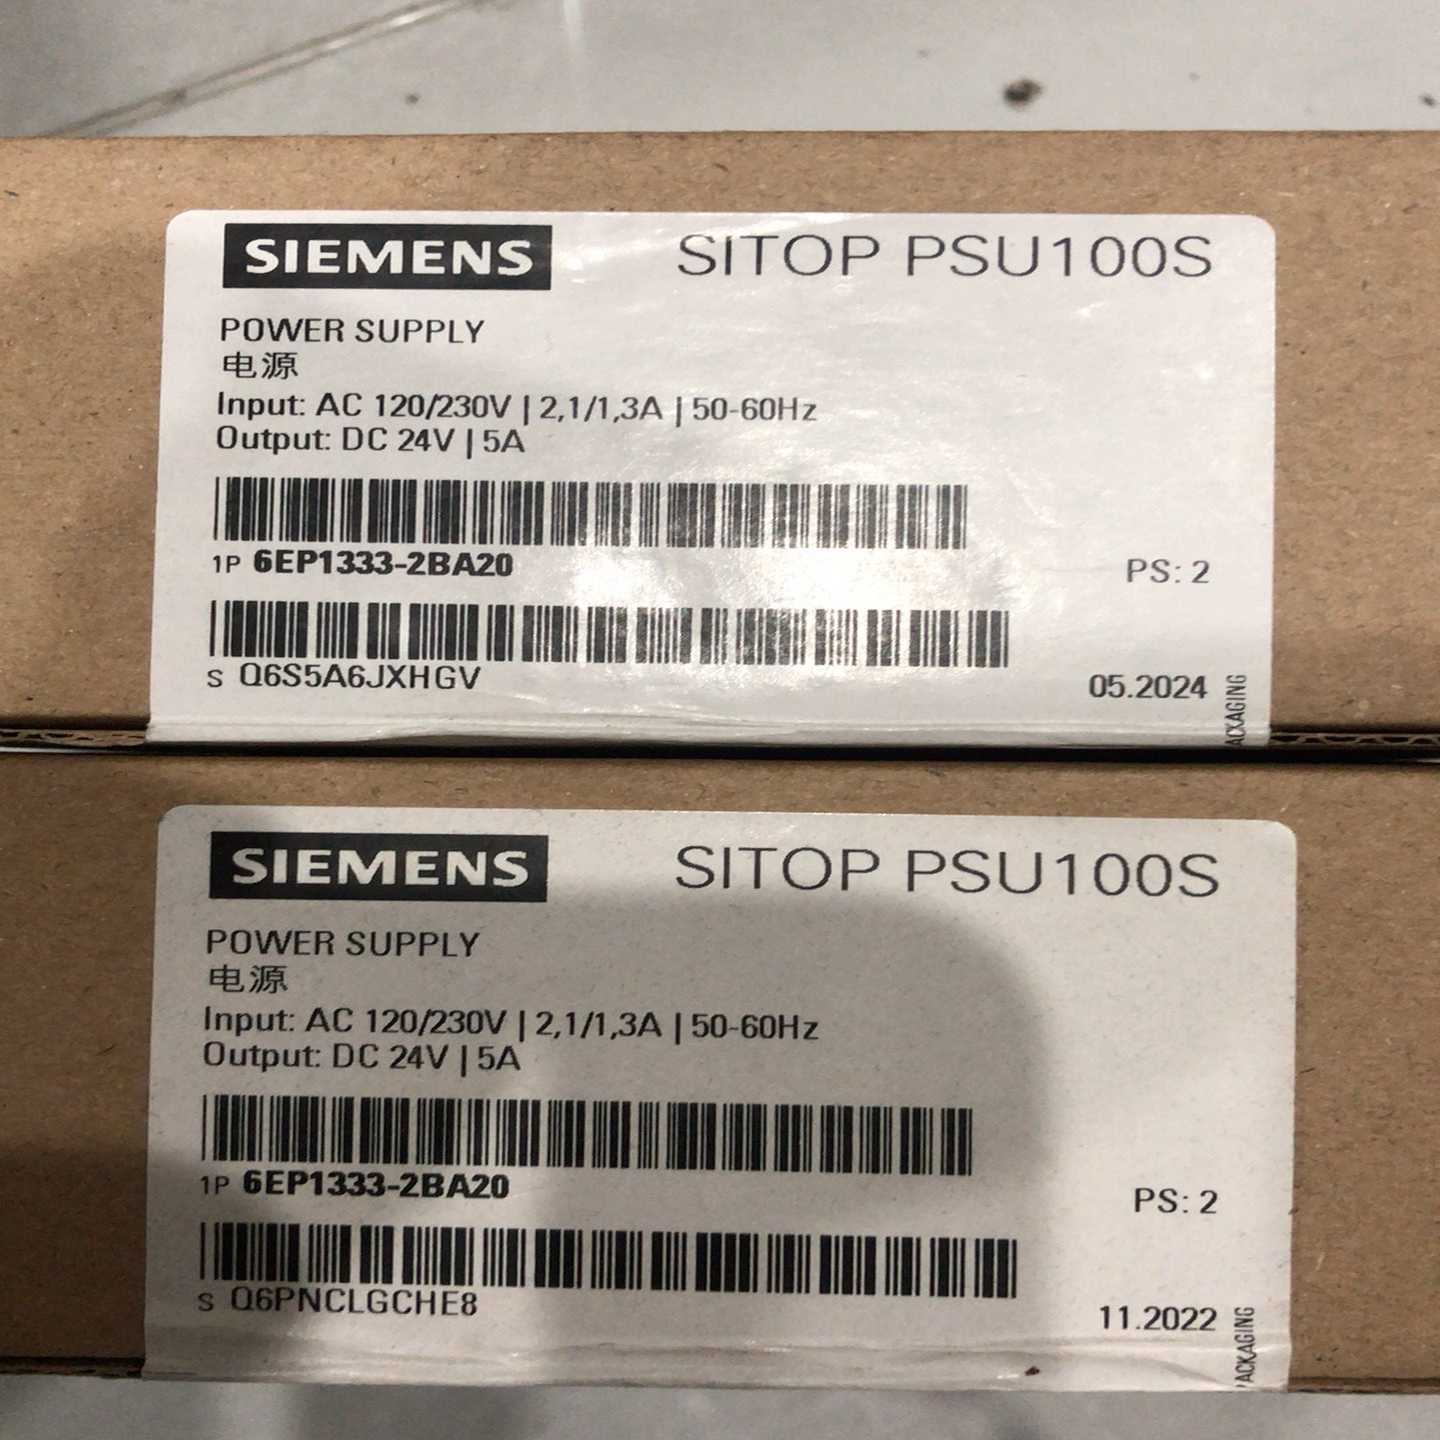 SIEMENS SITOP PSU100S
POWER SUPPLY
电源
Input: AC 120/230V | 2,1/1,3A | 50-60Hz
Output: DC 24V | 5A
1P 6EP1333-2BA20 PS: 2
S Q6S5A6JXHGV 05.2024
ACKAGING
SIEMENS SITOP PSU100S
POWER SUPPLY
电源
Input: AC 120/230V | 2,1/1,3A | 50-60Hz
Output: DC 24V | 5A
1P 6EP1333-2BA20 PS: 2
S Q6PNCLGCHE8 11.2022
ACKAGING